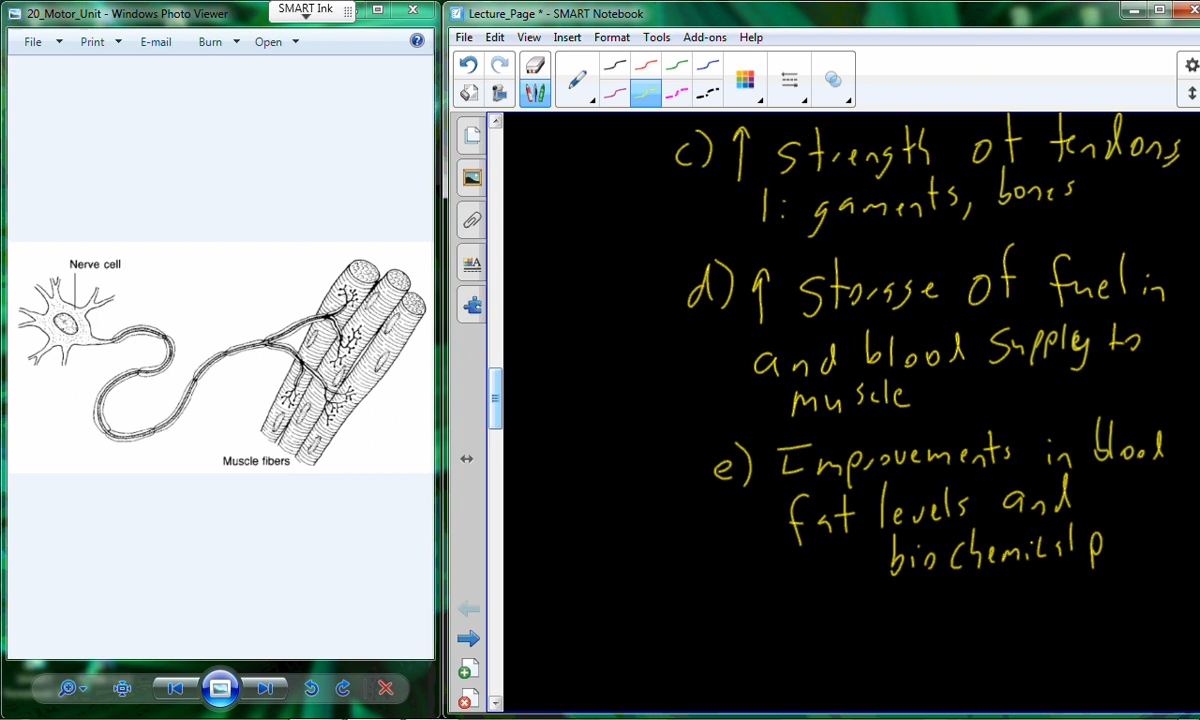 20_Motor_Unit - Windows Photo Viewer
SMART Ink
File Print E-mail Burn Open
Nerve cell
Muscle fibers
Lecture_Page * - SMART Notebook
File Edit View Insert Format Tools Add-ons Help
c) ↑ strength of tendons,
ligaments, bones
d) ↑ storage of fuel in
and blood supply to
muscle
e) Improvements in blood
fat levels and
biochemical p